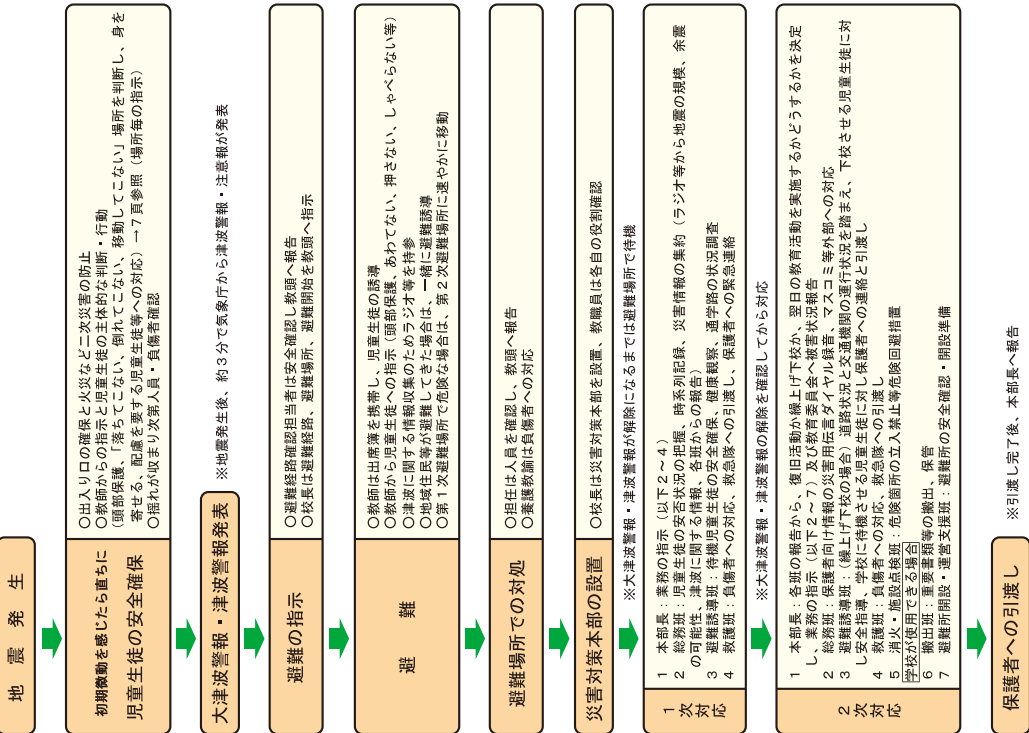 地震発生
初期微動を感じたら直ちに
児童生徒の安全確保
○出入り口の確保と火災など二次災害の防止
○教師からの指示と児童生徒の主体的な判断・行動
(頭部保護、「落ちてこない、倒れてこない、移動してこない」場所を判断し、身を
寄せる、配慮を要する児童生徒等への対応)→7頁参照(場所毎の指示)
○揺れが収まり次第人員・負傷者確認
大津波警報・津波警報発表
※地震発生後、約3分で気象庁から津波警報・注意報が発表
避難の指示
○避難経路確認担当者は安全確認し教頭へ報告
○校長は避難経路、避難場所、避難開始を教頭へ指示
避難
○教師は出席簿を携帯し、児童生徒の誘導
○教師から児童生徒への指示(頭部保護、あわてない、押さない、しゃべらない等)
○津波に関する情報収集のためラジオ等を持参
○地域住民等が避難してきた場合は、一緒に避難誘導
○第1次避難場所で危険な場合は、第2次避難場所に速やかに移動
避難場所での対処
○担任は人員を確認し、教頭へ報告
○養護教諭は負傷者への対応
災害対策本部の設置
○校長は災害対策本部を設置、教職員は各自の役割確認
※大津波警報・津波警報が解除になるまでは避難場所で待機
1次対応
1 本部長:業務の指示(以下2~4)
2 総務班:児童生徒の安否状況の把握、時系列記録、災害情報の集約(ラジオ等から地震の規模、余震
の可能性、津波に関する情報、各班からの報告)
3 避難誘導班:待機児童生徒の安全確保、健康観察、通学路の状況調査
4 救護班:負傷者への対応、救急隊への引渡し、保護者への緊急連絡
※大津波警報・津波警報の解除を確認してから対応
2次対応
1 本部長:各班の報告から、復旧活動か繰上げ下校か、翌日の教育活動を実施するかどうするかを決定
し、業務の指示(以下2~7)及び教育委員会へ被害状況報告
2 総務班:保護者向け情報の災害用伝言ダイヤル録音、マスコミ等外部への対応
3 避難誘導班:(繰上げ下校の場合)道路状況と交通機関の運行状況を踏まえ、下校させる児童生徒に対
し安全指導、学校に待機させる児童生徒に対し保護者への連絡と引渡し
4 救護班:負傷者への対応、救急隊への引渡し
5 消火・施設点検班:危険箇所の立入禁止等危険回避措置
学校が使用できる場合
6 搬出班:重要書類等の搬出、保管
7 避難所開設・運営支援班:避難所の安全確認・開設準備
保護者への引渡し
※引渡し完了後、本部長へ報告